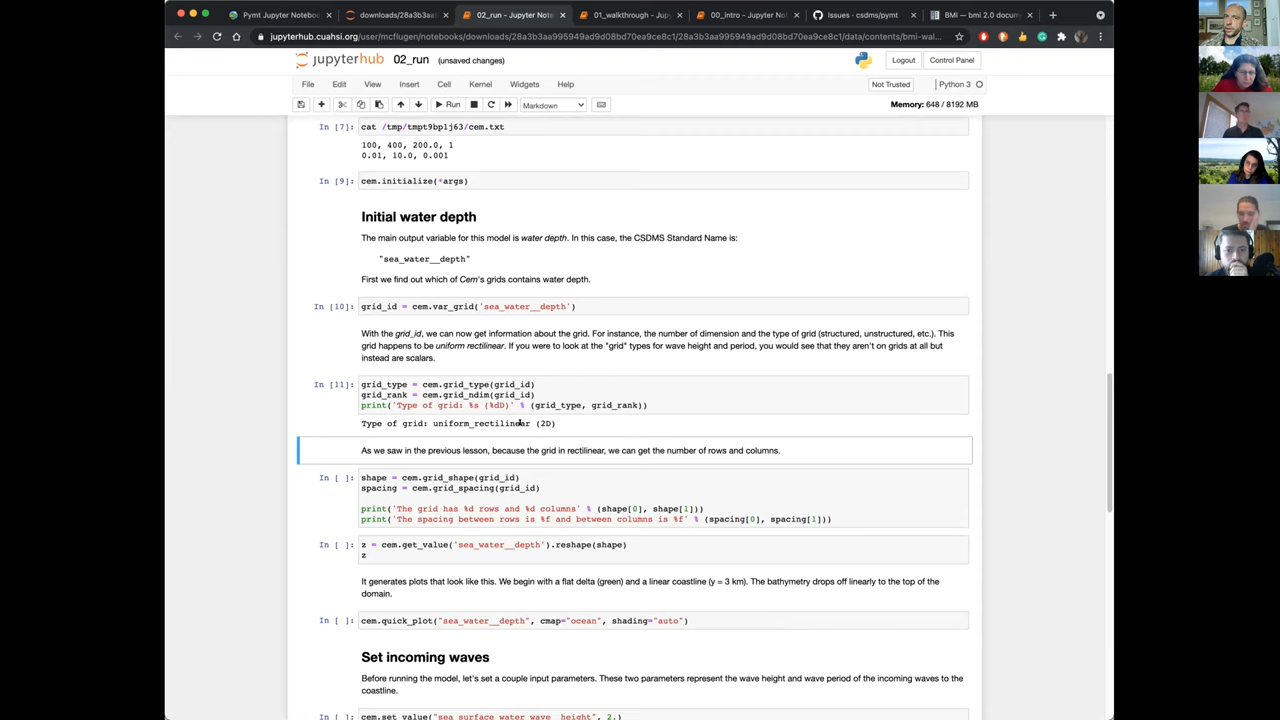 Pymt Jupyter Notebook
downloads/28a3b3aa
02_run - Jupyter Note
01_walkthrough - Jupy
00_intro - Jupyter No
Issues · csdms/pymt
BMI — bmi 2.0 docum
jupyterhub.cuahsi.org/user/mcflugen/notebooks/downloads/28a3b3aa995949ad9d08bd70ea9ce8c1/28a3b3aa995949ad9d08bd70ea9ce8c1/data/contents/bmi-wal...
jupyterhub 02_run (unsaved changes)
Logout
Control Panel
File Edit View Insert Cell Kernel Widgets Help
Not Trusted
Python 3
Run
Markdown
Memory: 648 / 8192 MB
In [7]: cat /tmp/tmpt9bp1j63/cem.txt
100, 400, 200.0, 1
0.01, 10.0, 0.001
In [9]: cem.initialize(*args)
Initial water depth
The main output variable for this model is water depth. In this case, the CSDMS Standard Name is:
"sea_water__depth"
First we find out which of Cem's grids contains water depth.
In [10]: grid_id = cem.var_grid('sea_water__depth')
With the grid_id, we can now get information about the grid. For instance, the number of dimension and the type of grid (structured, unstructured, etc.). This
grid happens to be uniform rectilinear. If you were to look at the "grid" types for wave height and period, you would see that they aren't on grids at all but
instead are scalars.
In [11]: grid_type = cem.grid_type(grid_id)
grid_rank = cem.grid_ndim(grid_id)
print('Type of grid: %s (%dD)' % (grid_type, grid_rank))
Type of grid: uniform_rectilinear (2D)
As we saw in the previous lesson, because the grid in rectilinear, we can get the number of rows and columns.
In [ ]: shape = cem.grid_shape(grid_id)
spacing = cem.grid_spacing(grid_id)
print('The grid has %d rows and %d columns' % (shape[0], shape[1]))
print('The spacing between rows is %f and between columns is %f' % (spacing[0], spacing[1]))
In [ ]: z = cem.get_value('sea_water__depth').reshape(shape)
z
It generates plots that look like this. We begin with a flat delta (green) and a linear coastline (y = 3 km). The bathymetry drops off linearly to the top of the
domain.
In [ ]: cem.quick_plot("sea_water__depth", cmap="ocean", shading="auto")
Set incoming waves
Before running the model, let's set a couple input parameters. These two parameters represent the wave height and wave period of the incoming waves to the
coastline.
In [ ]: cem.set_value("sea_surface_water_wave__height", 2.)